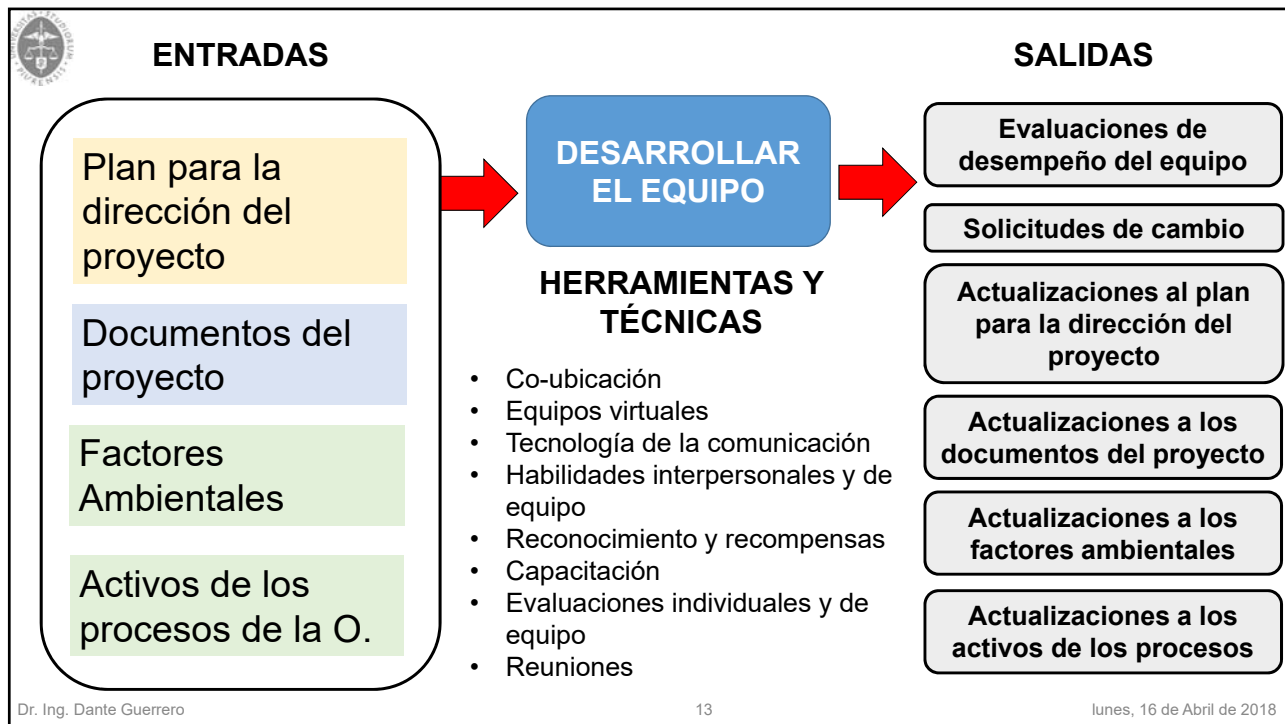 ENTRADAS
Plan para la
dirección del
proyecto
Documentos del
proyecto
Factores
Ambientales
Activos de los
procesos de la O.
DESARROLLAR
EL EQUIPO
HERRAMIENTAS Y
TÉCNICAS
• Co-ubicación
• Equipos virtuales
• Tecnología de la comunicación
• Habilidades interpersonales y de
equipo
• Reconocimiento y recompensas
• Capacitación
• Evaluaciones individuales y de
equipo
• Reuniones
SALIDAS
Evaluaciones de
desempeño del equipo
Solicitudes de cambio
Actualizaciones al plan
para la dirección del
proyecto
Actualizaciones a los
documentos del proyecto
Actualizaciones a los
factores ambientales
Actualizaciones a los
activos de los procesos
Dr. Ing. Dante Guerrero
13
lunes, 16 de Abril de 2018